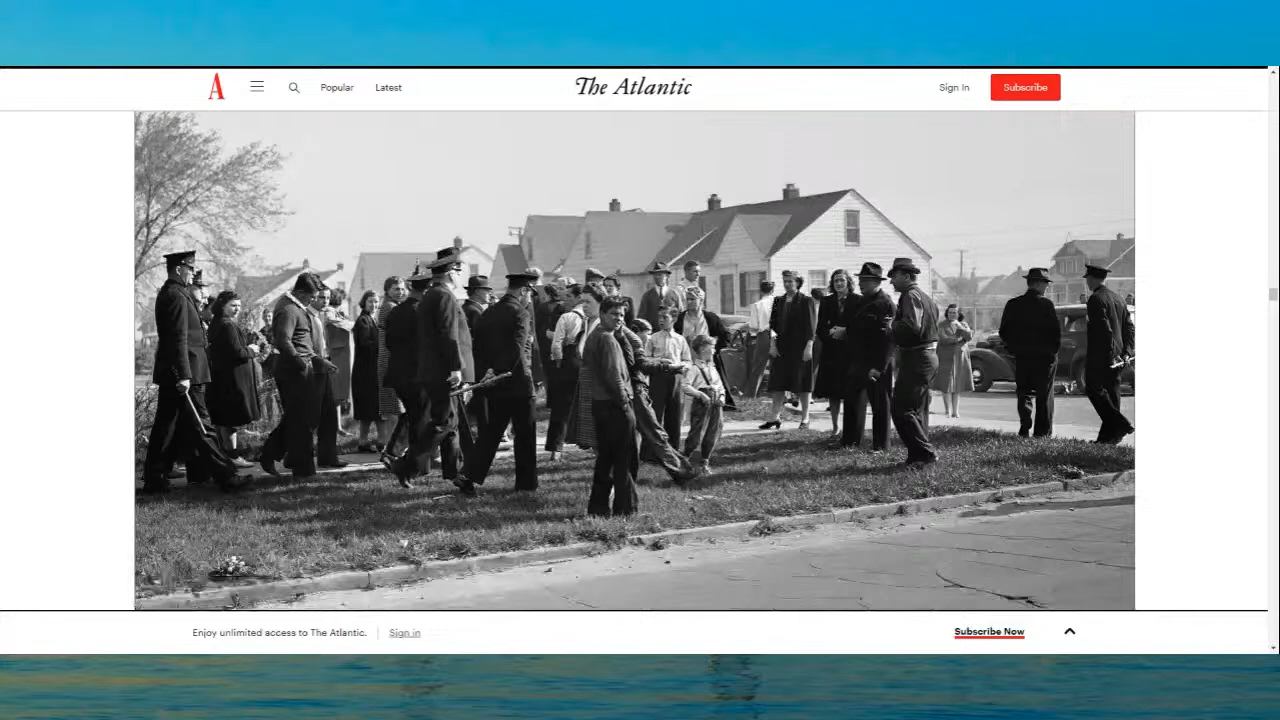 A Popular Latest The Atlantic Sign In Subscribe
Enjoy unlimited access to The Atlantic. Sign in Subscribe Now